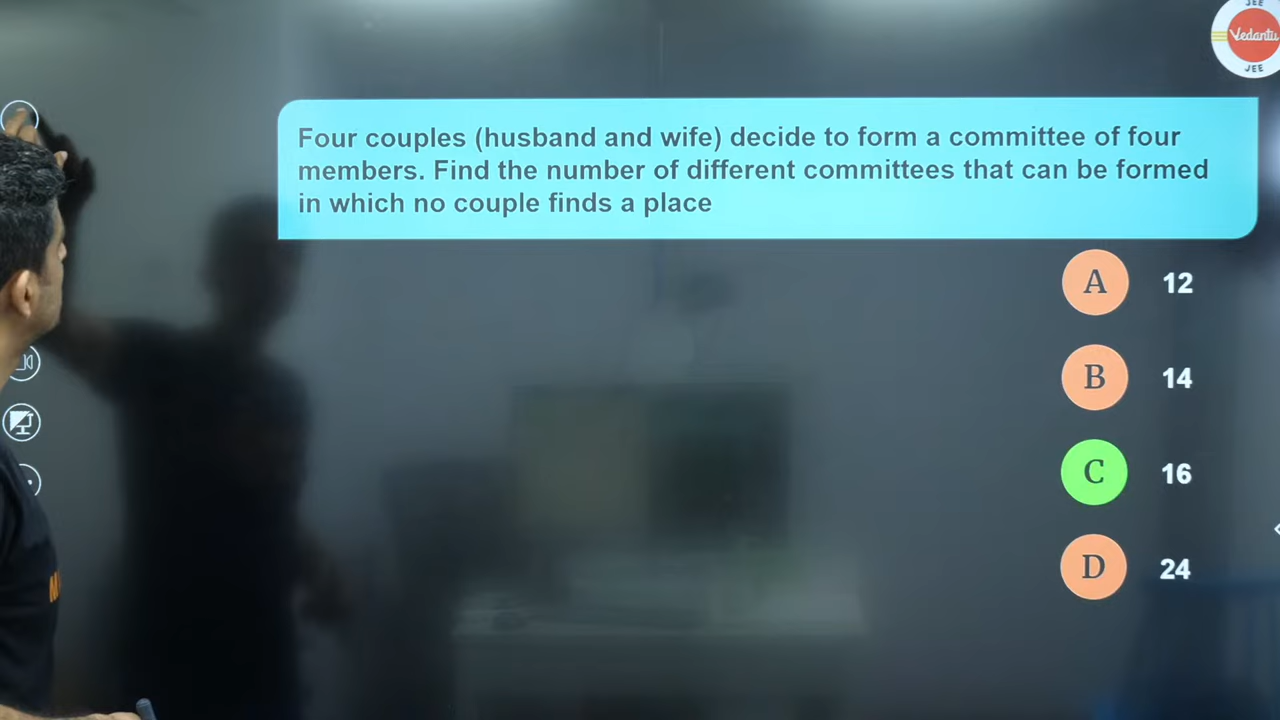 JEE
Vedantu
JEE
Four couples (husband and wife) decide to form a committee of four
members. Find the number of different committees that can be formed
in which no couple finds a place
A 12
B 14
C 16
D 24